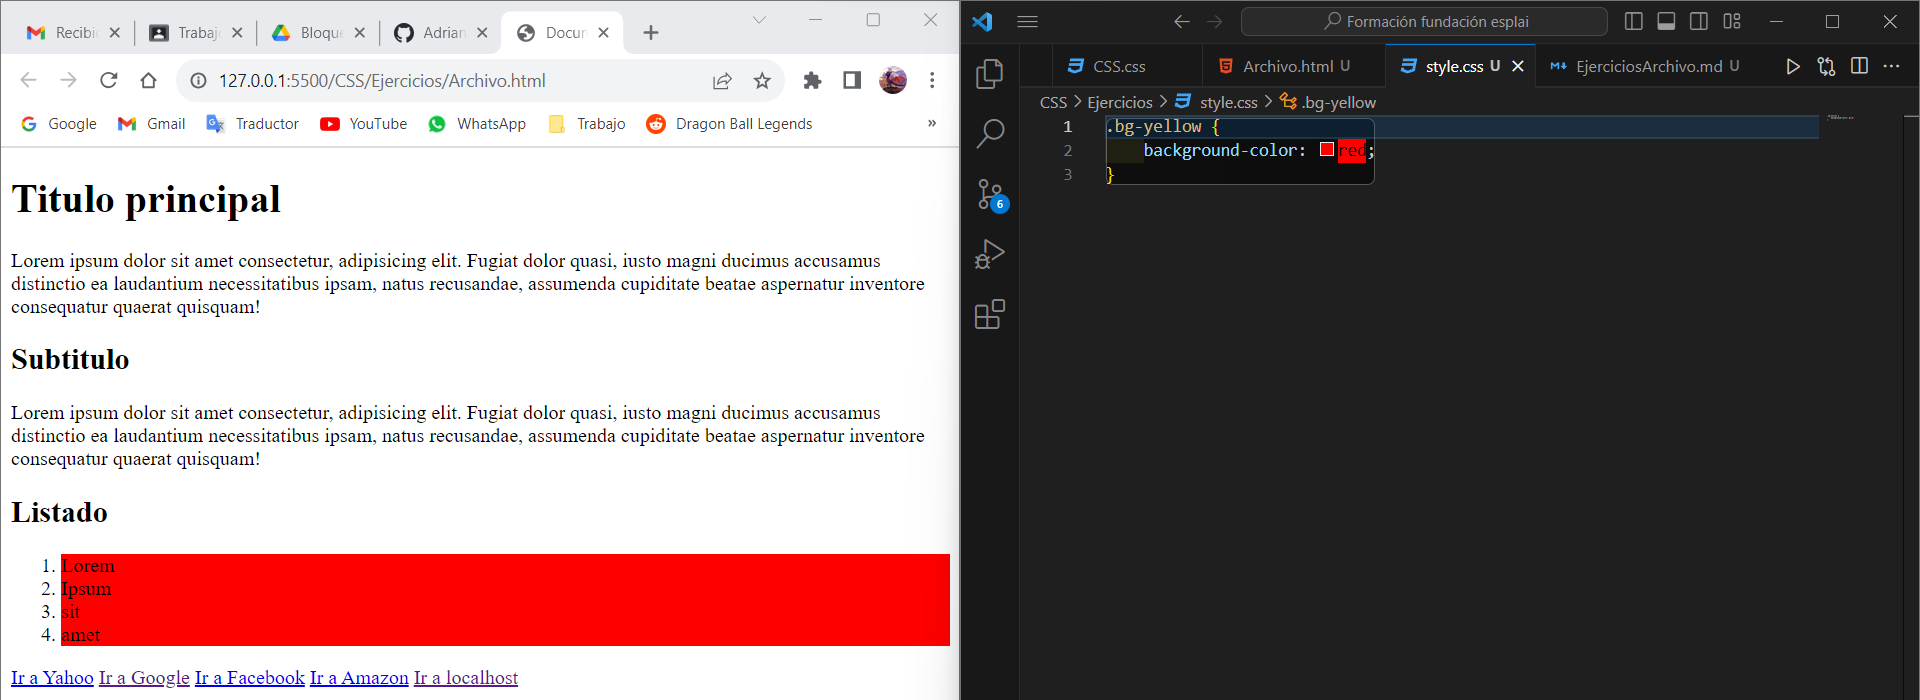 Recibi
Trabaj
Bloque
Adrian
Docun
127.0.0.1:5500/CSS/Ejercicios/Archivo.html
Google
Gmail
Traductor
YouTube
WhatsApp
Trabajo
Dragon Ball Legends
»
Titulo principal
Lorem ipsum dolor sit amet consectetur, adipisicing elit. Fugiat dolor quasi, iusto magni ducimus accusamus
distinctio ea laudantium necessitatibus ipsam, natus recusandae, assumenda cupiditate beatae aspernatur inventore
consequatur quaerat quisquam!
Subtitulo
Lorem ipsum dolor sit amet consectetur, adipisicing elit. Fugiat dolor quasi, iusto magni ducimus accusamus
distinctio ea laudantium necessitatibus ipsam, natus recusandae, assumenda cupiditate beatae aspernatur inventore
consequatur quaerat quisquam!
Listado
1. Lorem
2. Ipsum
3. sit
4. amet
Ir a Yahoo Ir a Google Ir a Facebook Ir a Amazon Ir a localhost
Formación fundación esplai
CSS.css
Archivo.html U
style.css U
EjerciciosArchivo.md U
CSS > Ejercicios > style.css > .bg-yellow
1 .bg-yellow {
2 background-color: red;
3 }
6